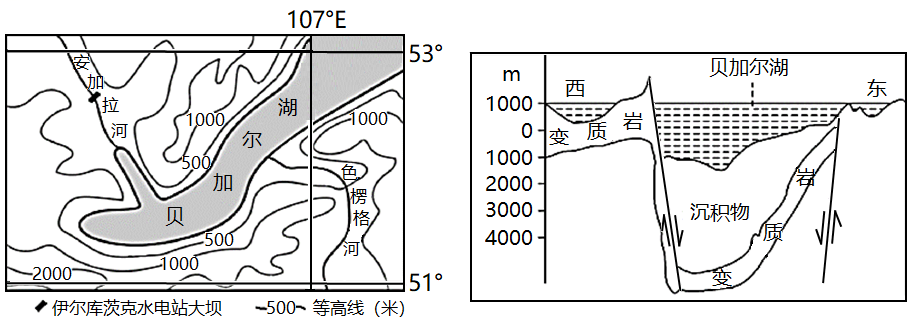 107°E
53°
51°
安加拉河
贝加尔湖
色楞格河
1000
500
1000
500
1000
2000
伊尔库茨克水电站大坝
500 等高线（米）
贝加尔湖
m
西
东
1000
0
1000
2000
3000
4000
变质岩
沉积物
变质岩